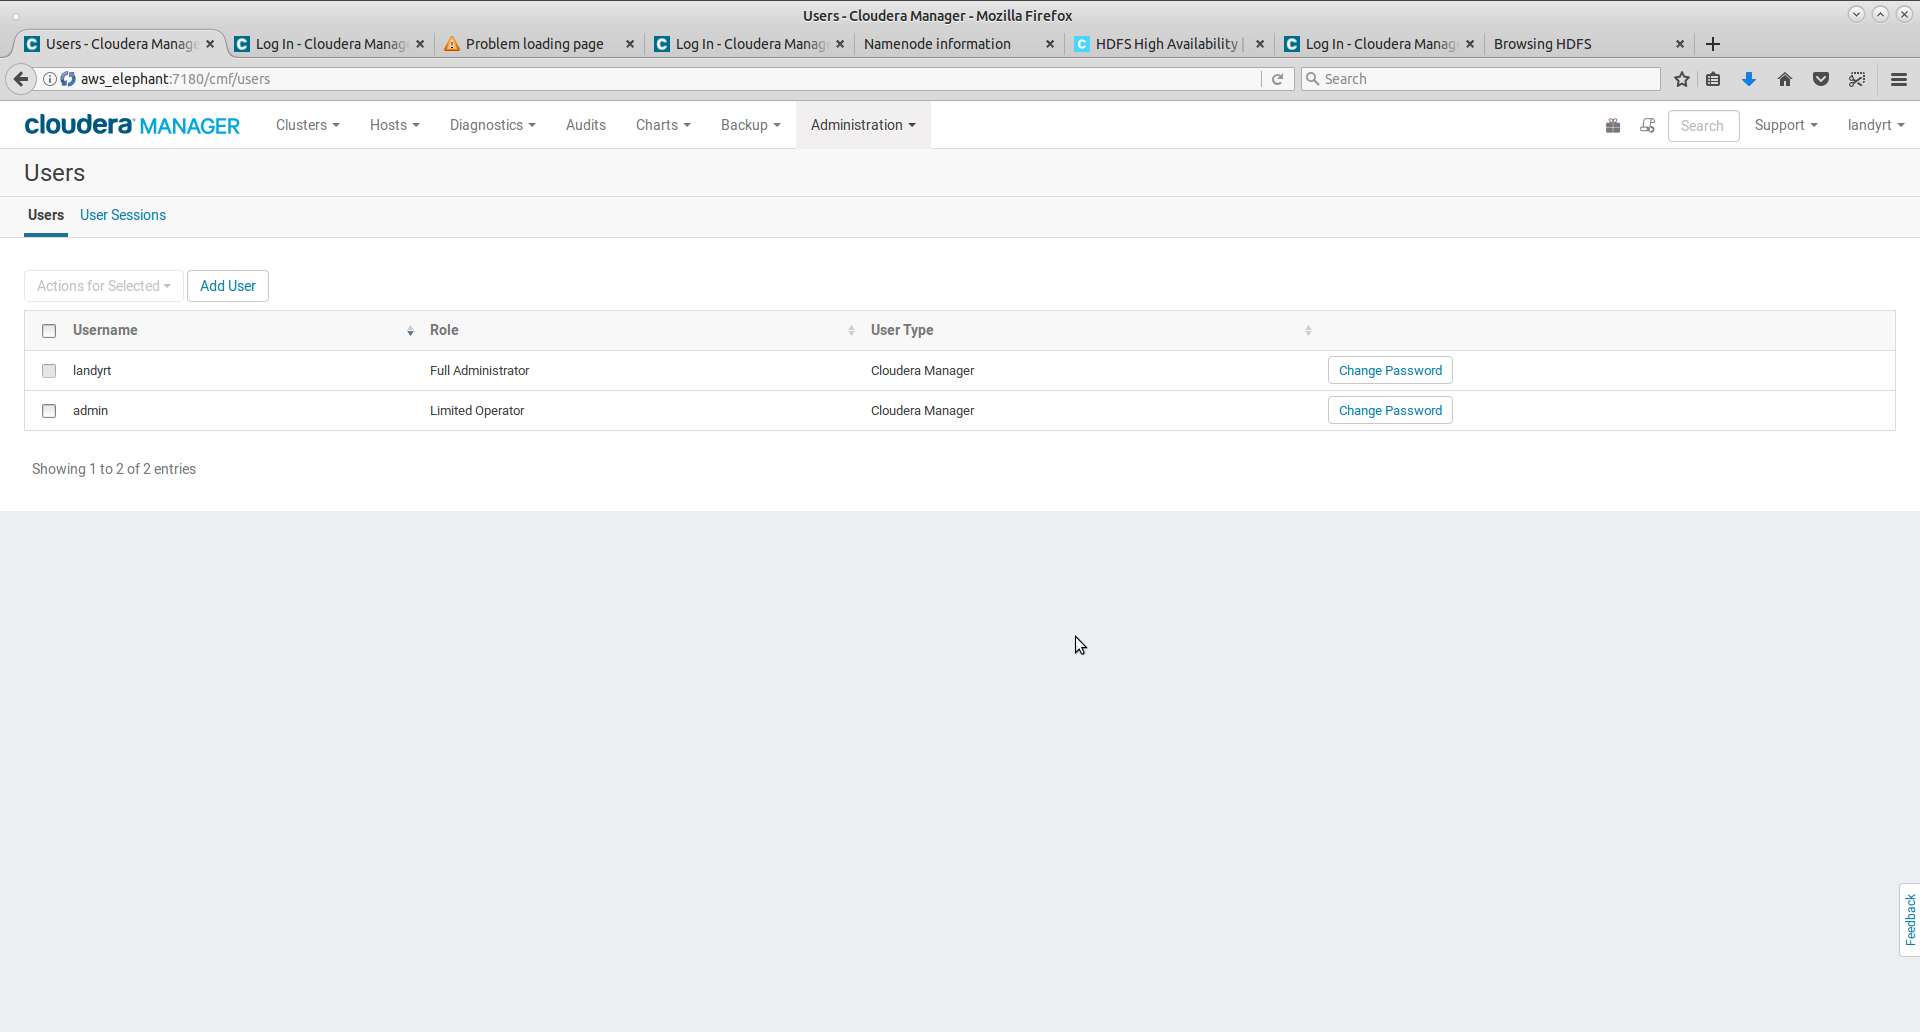 Users - Cloudera Manager - Mozilla Firefox
Users - Cloudera Manage
Log In - Cloudera Manag
Problem loading page
Log In - Cloudera Manag
Namenode information
HDFS High Availability |
Log In - Cloudera Manag
Browsing HDFS
aws_elephant:7180/cmf/users
Search
cloudera MANAGER
Clusters
Hosts
Diagnostics
Audits
Charts
Backup
Administration
Search
Support
landyrt
Users
Users
User Sessions
Actions for Selected
Add User
Username Role User Type
landyrt Full Administrator Cloudera Manager Change Password
admin Limited Operator Cloudera Manager Change Password
Showing 1 to 2 of 2 entries
Feedback